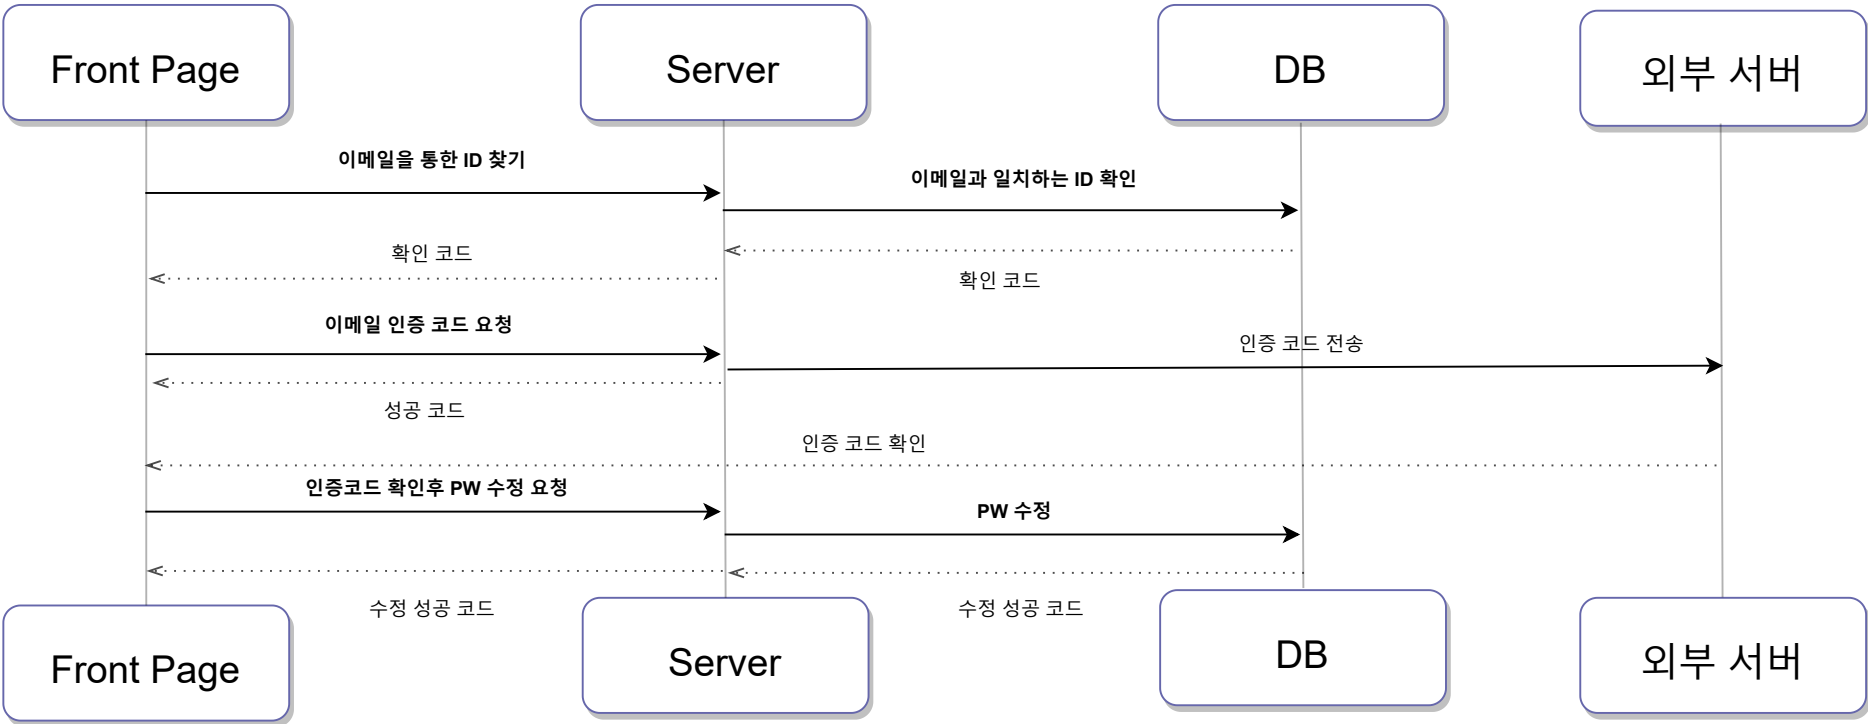 Front Page
Server
DB
외부 서버
이메일을 통한 ID 찾기
이메일과 일치하는 ID 확인
확인 코드
확인 코드
이메일 인증 코드 요청
인증 코드 전송
성공 코드
인증 코드 확인
인증코드 확인후 PW 수정 요청
PW 수정
수정 성공 코드
수정 성공 코드
Front Page
Server
DB
외부 서버